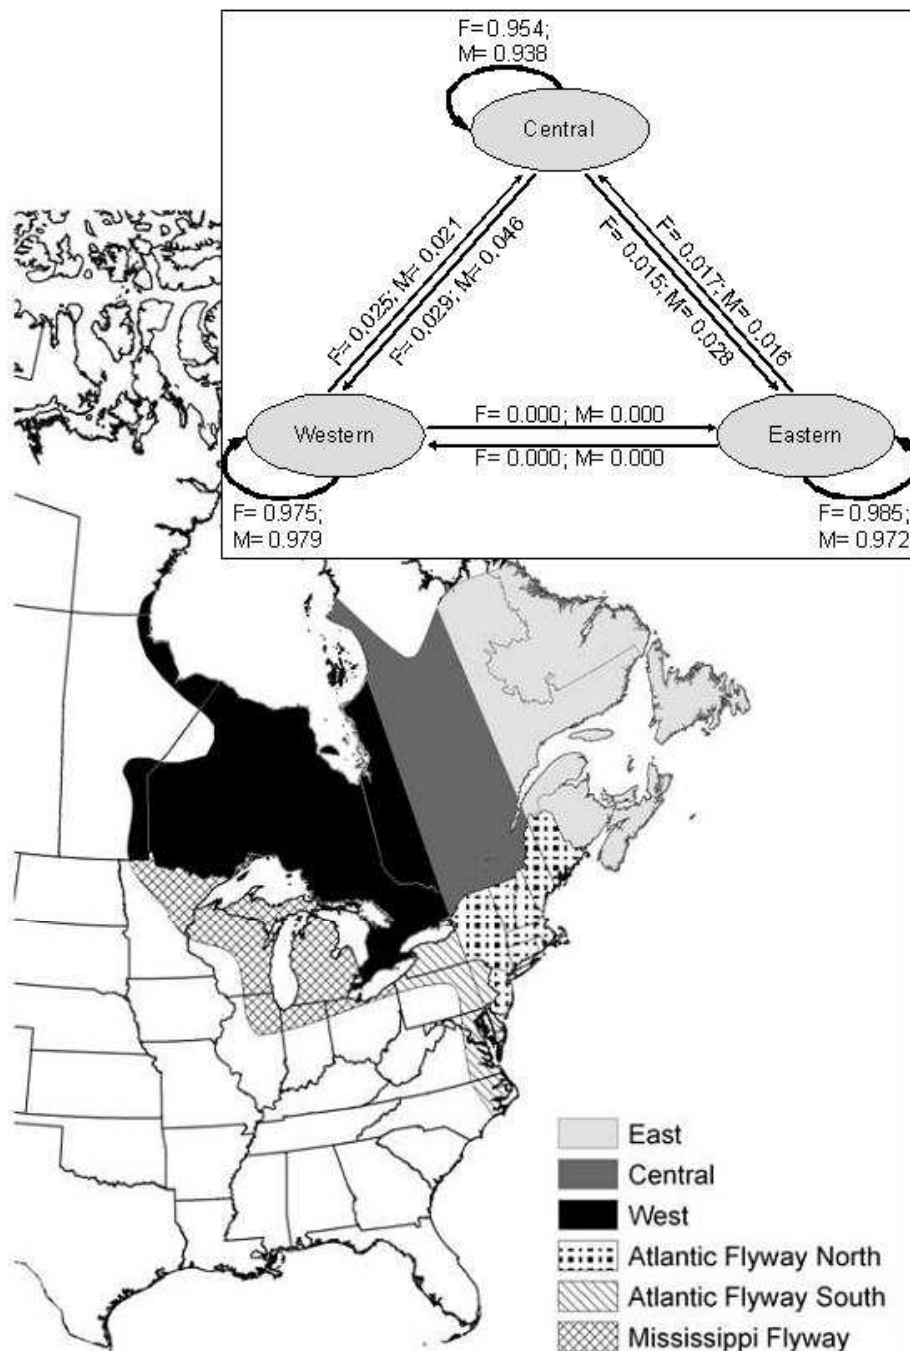 F= 0.954;
M= 0.938
Central
F= 0.025; M= 0.021
F= 0.029; M= 0.046
F= 0.017; M= 0.016
F= 0.015; M= 0.028
Western
F= 0.000; M= 0.000
F= 0.000; M= 0.000
Eastern
F= 0.975;
M= 0.979
F= 0.985;
M= 0.972
East
Central
West
Atlantic Flyway North
Atlantic Flyway South
Mississippi Flyway